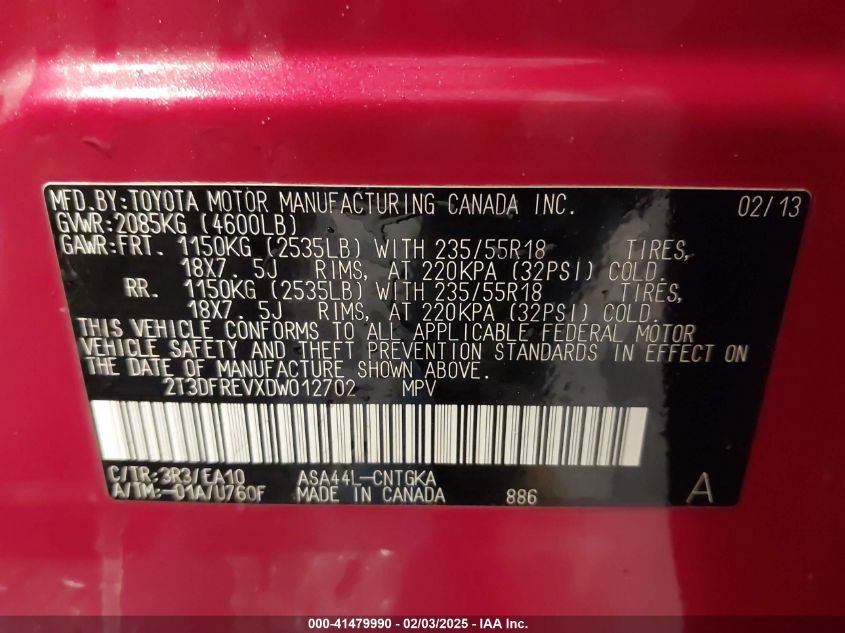 MFD.BY:TOYOTA MOTOR MANUFACTURING CANADA INC. 02/13
GVWR:2085KG (4600LB)
GAWR:FRT. 1150KG (2535LB) WITH 235/55R18 TIRES,
18X7. 5J RIMS, AT 220KPA (32PSI) COLD.
RR. 1150KG (2535LB) WITH 235/55R18 TIRES,
18X7. 5J RIMS, AT 220KPA (32PSI) COLD.
THIS VEHICLE CONFORMS TO ALL APPLICABLE FEDERAL MOTOR
VEHICLE SAFETY AND THEFT PREVENTION STANDARDS IN EFFECT ON
THE DATE OF MANUFACTURE SHOWN ABOVE.
2T3DFREVXDW012702 MPV
C/TR:3R3/EA10 ASA44L-CNTGKA
A/TM:-01A/U760F MADE IN CANADA 886 A
000-41479990 - 02/03/2025 - IAA Inc.